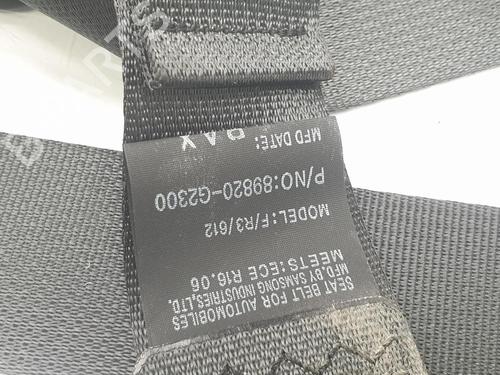 SEAT BELT FOR AUTOMOBILES
MFD.BY SAMSONG INDUSTRIES,LTD.
MEETS:ECE R16.06
MODEL:F/R3/612
P/NO:89820-G2300
MFD DATE: